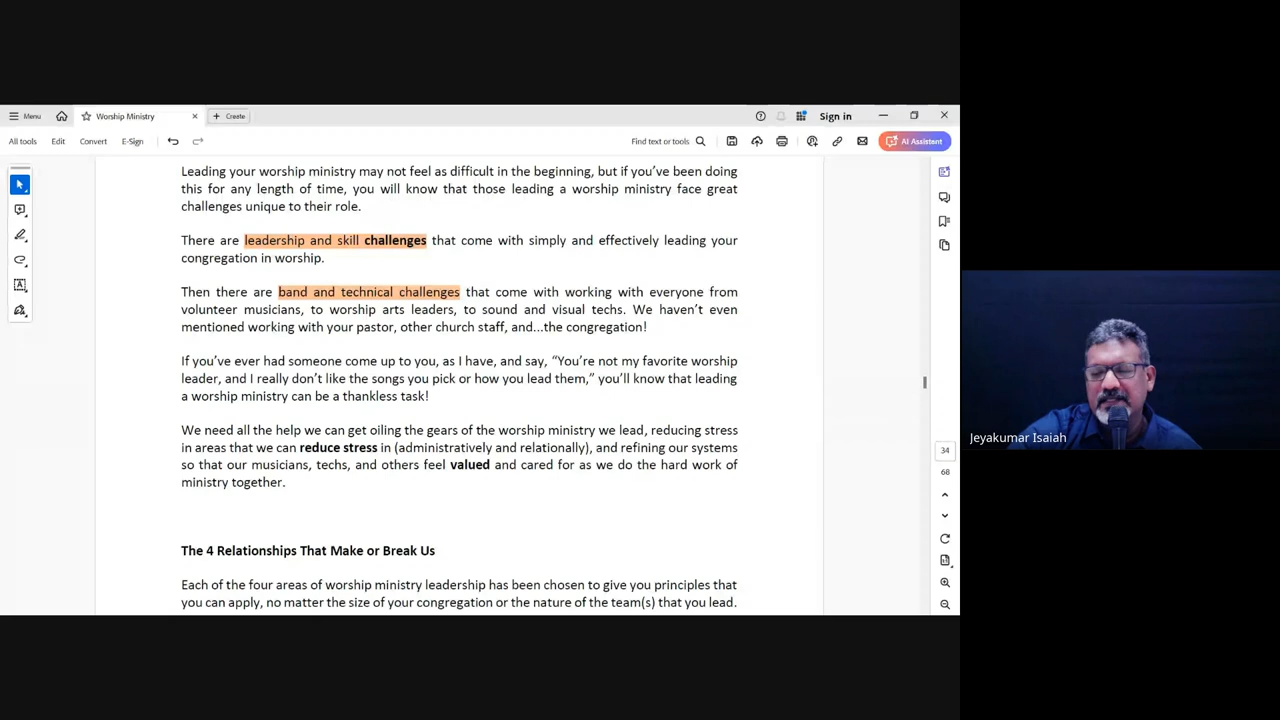 Menu
Worship Ministry
Create
Sign in
All tools
Edit
Convert
E-Sign
Find text or tools
AI Assistant
Leading your worship ministry may not feel as difficult in the beginning, but if you’ve been doing
this for any length of time, you will know that those leading a worship ministry face great
challenges unique to their role.
There are leadership and skill challenges that come with simply and effectively leading your
congregation in worship.
Then there are band and technical challenges that come with working with everyone from
volunteer musicians, to worship arts leaders, to sound and visual techs. We haven’t even
mentioned working with your pastor, other church staff, and...the congregation!
If you’ve ever had someone come up to you, as I have, and say, “You’re not my favorite worship
leader, and I really don’t like the songs you pick or how you lead them,” you’ll know that leading
a worship ministry can be a thankless task!
We need all the help we can get oiling the gears of the worship ministry we lead, reducing stress
in areas that we can reduce stress in (administratively and relationally), and refining our systems
so that our musicians, techs, and others feel valued and cared for as we do the hard work of
ministry together.
The 4 Relationships That Make or Break Us
Each of the four areas of worship ministry leadership has been chosen to give you principles that
you can apply, no matter the size of your congregation or the nature of the team(s) that you lead.
34
68
Jeyakumar Isaiah